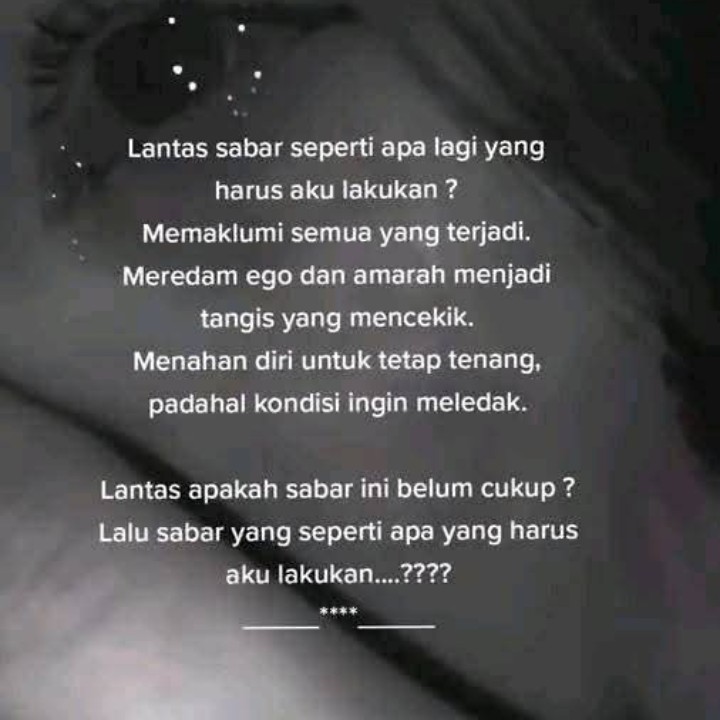 Lantas sabar seperti apa lagi yang
harus aku lakukan ?
Memaklumi semua yang terjadi.
Meredam ego dan amarah menjadi
tangis yang mencekik.
Menahan diri untuk tetap tenang,
padahal kondisi ingin meledak.
Lantas apakah sabar ini belum cukup ?
Lalu sabar yang seperti apa yang harus
aku lakukan....????
______****______